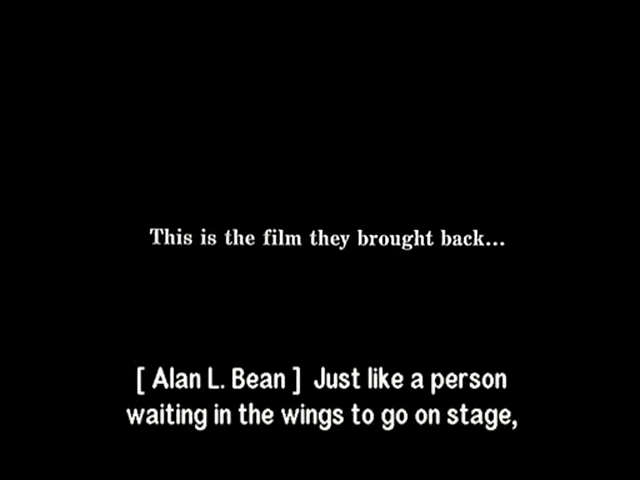 This is the film they brought back...
[ Alan L. Bean ] Just like a person
waiting in the wings to go on stage,